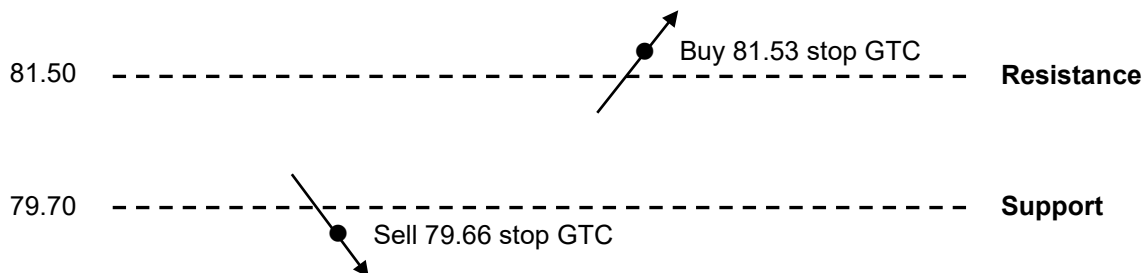 Buy 81.53 stop GTC
81.50 Resistance
79.70 Support
Sell 79.66 stop GTC